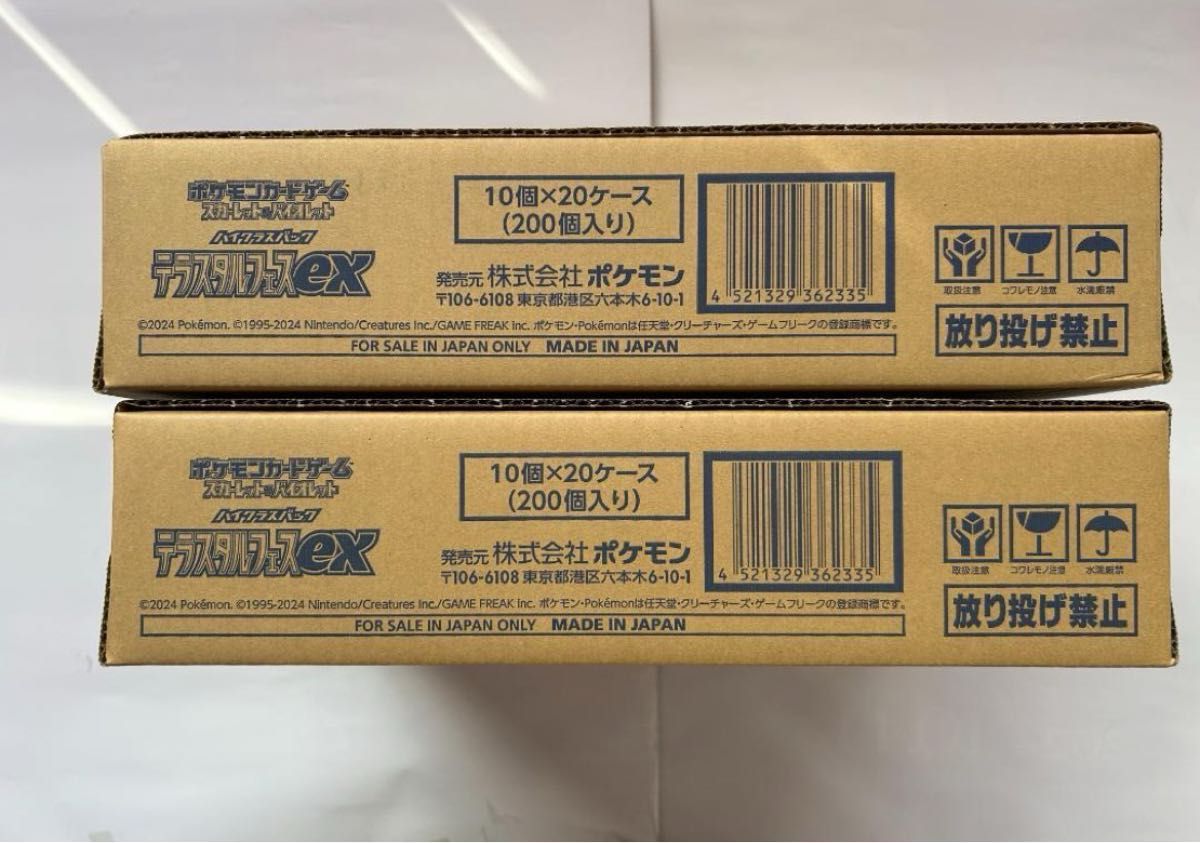 ポケモンカードゲーム
スカーレット&バイオレット
ハイクラスパック
テラスタルフェスex
10個×20ケース
(200個入り)
発売元 株式会社 ポケモン
〒106-6108 東京都港区六本木6-10-1
4 521329 362335
取扱注意
コワレモノ注意
水濡厳禁
放り投げ禁止
©2024 Pokémon. ©1995-2024 Nintendo/Creatures Inc./GAME FREAK inc. ポケモン・Pokémonは任天堂・クリーチャーズ・ゲームフリークの登録商標です。
FOR SALE IN JAPAN ONLY MADE IN JAPAN
ポケモンカードゲーム
スカーレット&バイオレット
ハイクラスパック
テラスタルフェスex
10個×20ケース
(200個入り)
発売元 株式会社 ポケモン
〒106-6108 東京都港区六本木6-10-1
4 521329 362335
取扱注意
コワレモノ注意
水濡厳禁
放り投げ禁止
©2024 Pokémon. ©1995-2024 Nintendo/Creatures Inc./GAME FREAK inc. ポケモン・Pokémonは任天堂・クリーチャーズ・ゲームフリークの登録商標です。
FOR SALE IN JAPAN ONLY MADE IN JAPAN